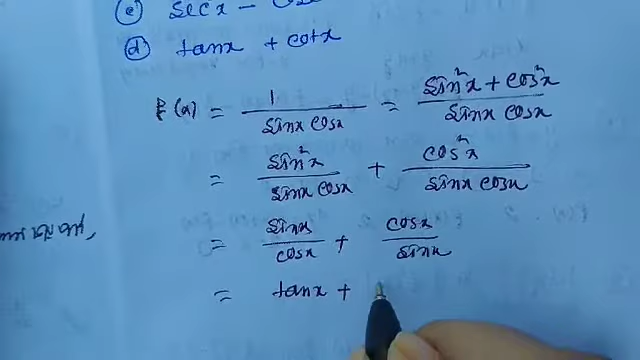 (c) secx -
(d) tanx + cotx
f(x) = 1 / sinx cosx = sin²x + cos²x / sinx cosx
= sin²x / sinx cosx + cos²x / sinx cosx
= sinx / cosx + cosx / sinx
= tanx +